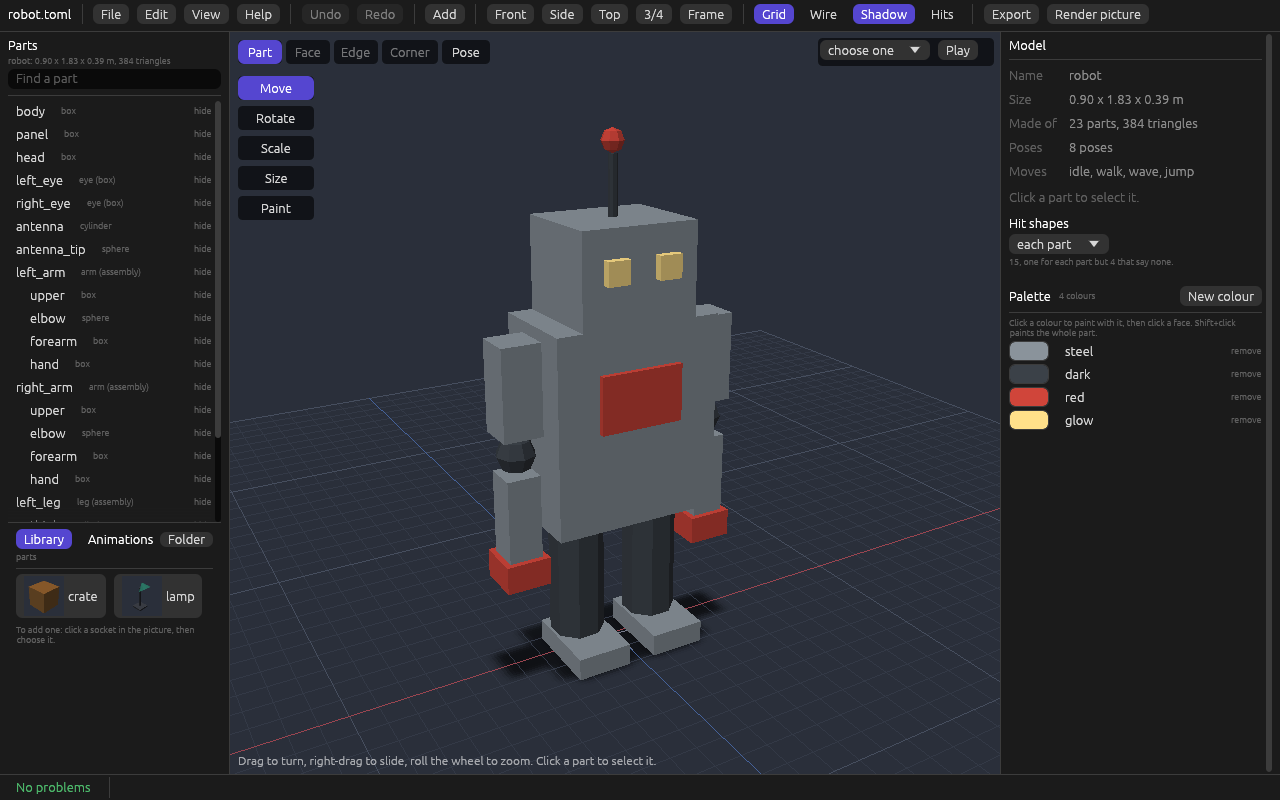 robot.toml File Edit View Help Undo Redo Add Front Side Top 3/4 Frame Grid Wire Shadow Hits Export Render picture
Parts
robot: 0.90 x 1.83 x 0.39 m, 384 triangles
Find a part
body box hide
panel box hide
head box hide
left_eye eye (box) hide
right_eye eye (box) hide
antenna cylinder hide
antenna_tip sphere hide
left_arm arm (assembly) hide
upper box hide
elbow sphere hide
forearm box hide
hand box hide
right_arm arm (assembly) hide
upper box hide
elbow sphere hide
forearm box hide
hand box hide
left_leg leg (assembly) hide
Library Animations Folder
parts
crate lamp
To add one: click a socket in the picture, then
choose it.
Part Face Edge Corner Pose
Move
Rotate
Scale
Size
Paint
choose one Play
Drag to turn, right-drag to slide, roll the wheel to zoom. Click a part to select it.
Model
Name robot
Size 0.90 x 1.83 x 0.39 m
Made of 23 parts, 384 triangles
Poses 8 poses
Moves idle, walk, wave, jump
Click a part to select it.
Hit shapes
each part
15, one for each part but 4 that say none.
Palette 4 colours New colour
Click a colour to paint with it, then click a face. Shift+click
paints the whole part.
steel remove
dark remove
red remove
glow remove
No problems